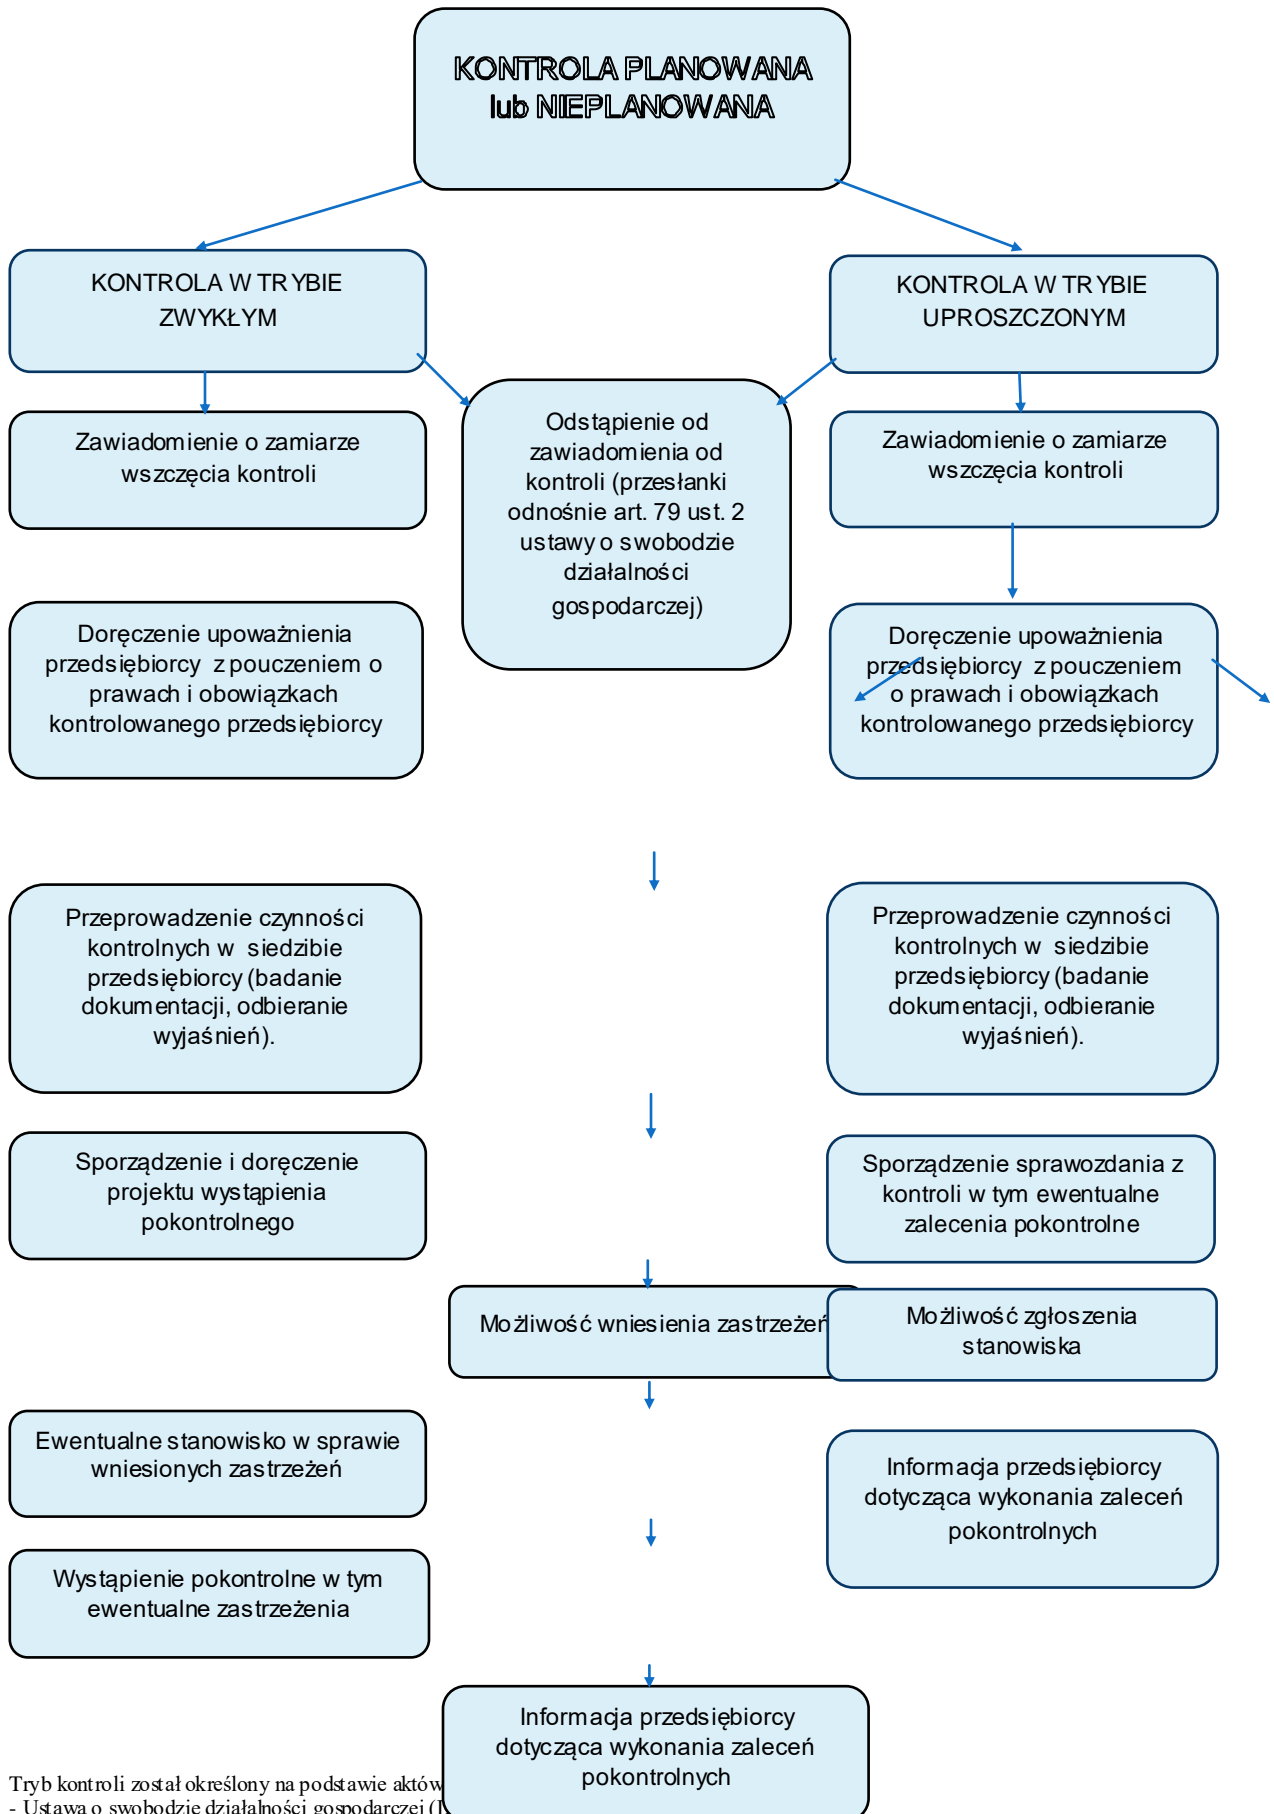 KONTROLA PLANOWANA
lub NIEPLANOWANA
KONTROLA W TRYBIE
ZWYKŁYM
KONTROLA W TRYBIE
UPROSZCZONYM
Zawiadomienie o zamiarze
wszczęcia kontroli
Odstąpienie od
zawiadomienia od
kontroli (przesłanki
odnośnie art. 79 ust. 2
ustawy o swobodzie
działalności
gospodarczej)
Zawiadomienie o zamiarze
wszczęcia kontroli
Doręczenie upoważnienia
przedsiębiorcy z pouczeniem o
prawach i obowiązkach
kontrolowanego przedsiębiorcy
Doręczenie upoważnienia
przedsiębiorcy z pouczeniem
o prawach i obowiązkach
kontrolowanego przedsiębiorcy
Przeprowadzenie czynności
kontrolnych w siedzibie
przedsiębiorcy (badanie
dokumentacji, odbieranie
wyjaśnień).
Przeprowadzenie czynności
kontrolnych w siedzibie
przedsiębiorcy (badanie
dokumentacji, odbieranie
wyjaśnień).
Sporządzenie i doręczenie
projektu wystąpienia
pokontrolnego
Sporządzenie sprawozdania z
kontroli w tym ewentualne
zalecenia pokontrolne
Możliwość wniesienia zastrzeżeń
Możliwość zgłoszenia
stanowiska
Ewentualne stanowisko w sprawie
wniesionych zastrzeżeń
Informacja przedsiębiorcy
dotycząca wykonania zaleceń
pokontrolnych
Wystąpienie pokontrolne w tym
ewentualne zastrzeżenia
Informacja przedsiębiorcy
dotycząca wykonania zaleceń
pokontrolnych
Tryb kontroli został określony na podstawie aktów
- Ustawa o swobodzie działalności gospodarczej